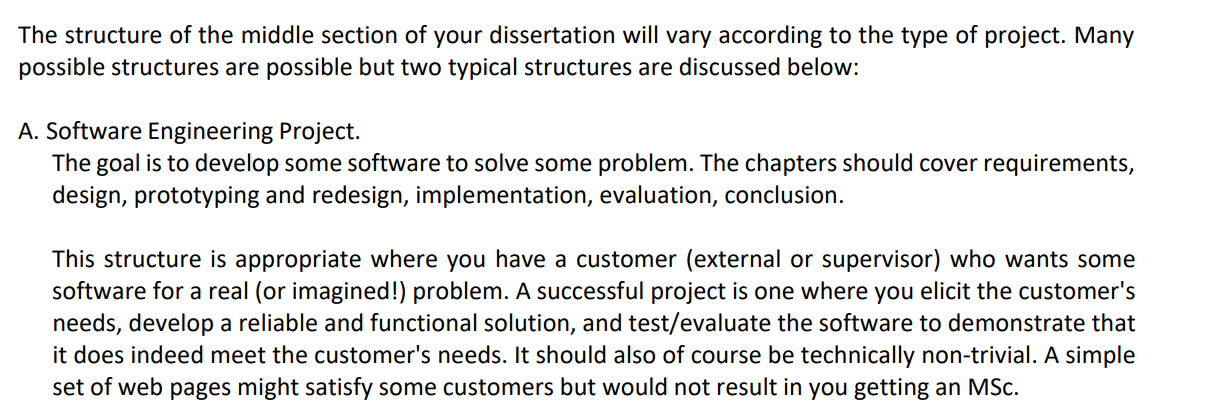 The structure of the middle section of your dissertation will vary according to the type of project. Many
possible structures are possible but two typical structures are discussed below:
A. Software Engineering Project.
The goal is to develop some software to solve some problem. The chapters should cover requirements,
design, prototyping and redesign, implementation, evaluation, conclusion.
This structure is appropriate where you have a customer (external or supervisor) who wants some
software for a real (or imagined!) problem. A successful project is one where you elicit the customer's
needs, develop a reliable and functional solution, and test/evaluate the software to demonstrate that
it does indeed meet the customer's needs. It should also of course be technically non-trivial. A simple
set of web pages might satisfy some customers but would not result in you getting an MSc.